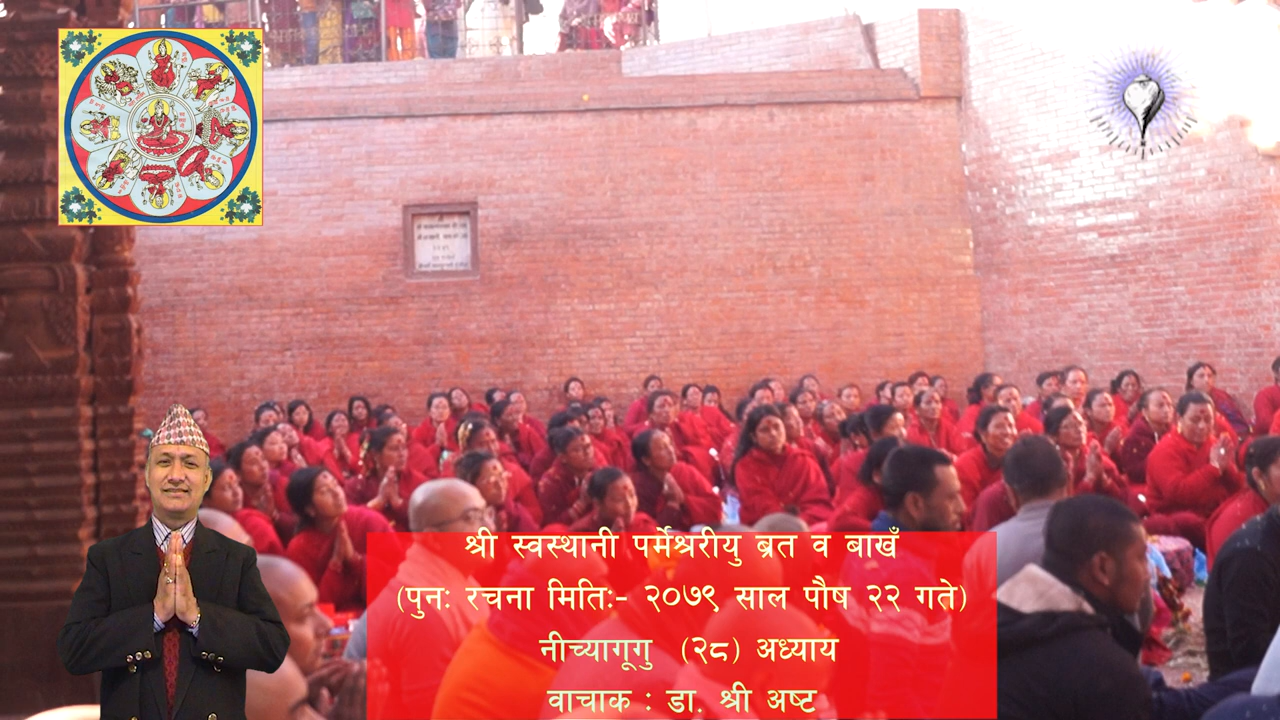 श्री स्वस्थानी पर्मेश्वरीयु ब्रत व बाखँ
(पुनः रचना मितिः- २०७९ साल पौष २२ गते)
नीच्यागूगु (२८) अध्याय
वाचाक : डा. श्री अष्ट